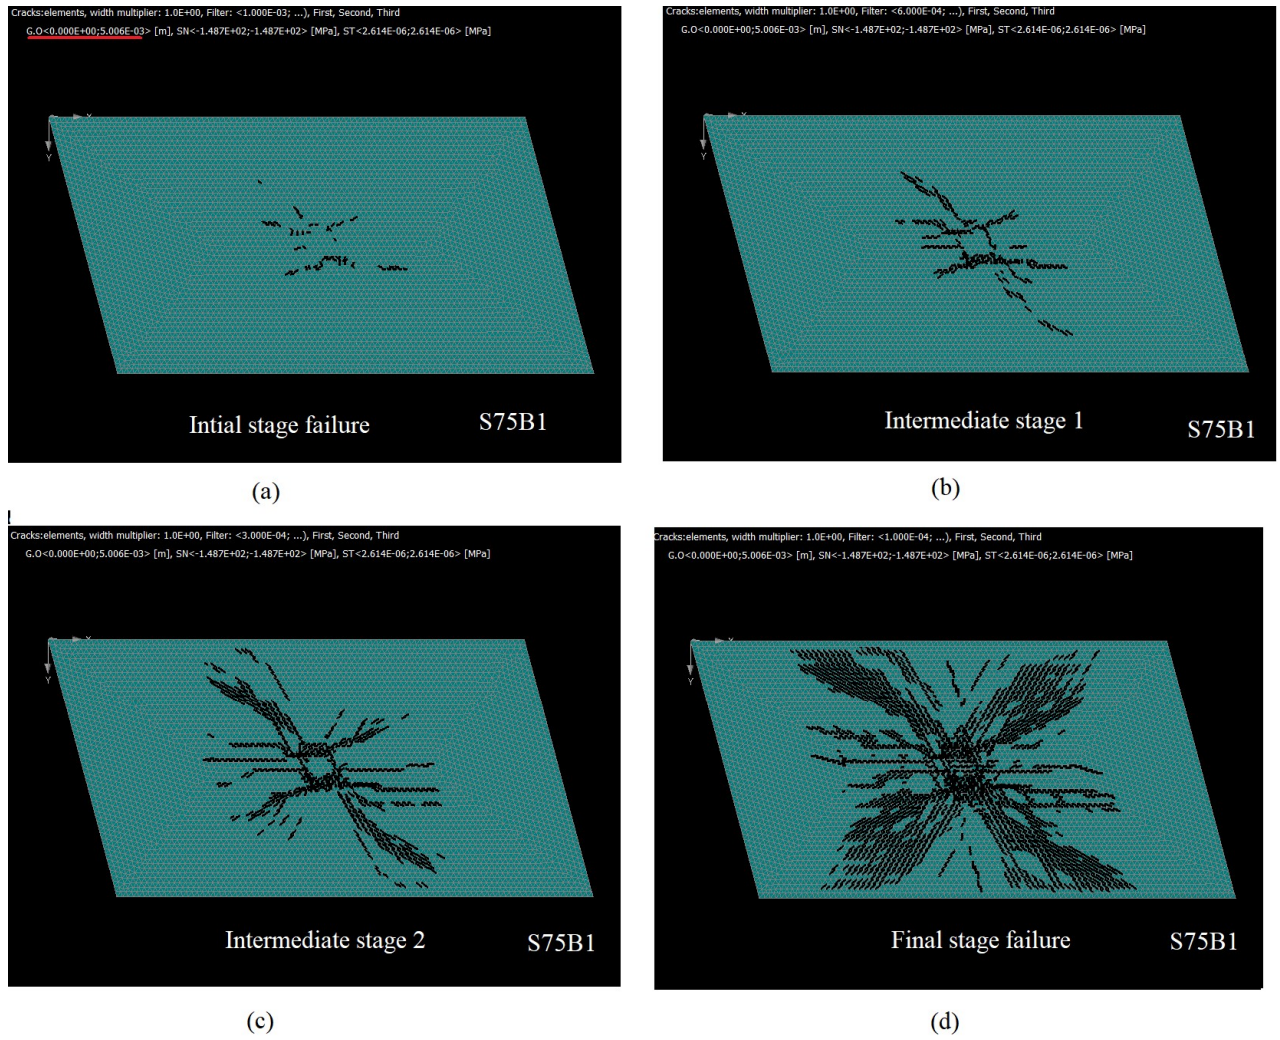 Cracks:elements, width multiplier: 1.0E+00, Filter: <1.000E-03; ...), First, Second, Third
G.O<0.000E+00;5.006E-03> [m], SN<-1.487E+02;-1.487E+02> [MPa], ST<2.614E-06;2.614E-06> [MPa]
X
Y
Intial stage failure
S75B1
(a)
Cracks:elements, width multiplier: 1.0E+00, Filter: <6.000E-04; ...), First, Second, Third
G.O<0.000E+00;5.006E-03> [m], SN<-1.487E+02;-1.487E+02> [MPa], ST<2.614E-06;2.614E-06> [MPa]
X
Y
Intermediate stage 1
S75B1
(b)
Cracks:elements, width multiplier: 1.0E+00, Filter: <3.000E-04; ...), First, Second, Third
G.O<0.000E+00;5.006E-03> [m], SN<-1.487E+02;-1.487E+02> [MPa], ST<2.614E-06;2.614E-06> [MPa]
X
Y
Intermediate stage 2
S75B1
(c)
Cracks:elements, width multiplier: 1.0E+00, Filter: <1.000E-04; ...), First, Second, Third
G.O<0.000E+00;5.006E-03> [m], SN<-1.487E+02;-1.487E+02> [MPa], ST<2.614E-06;2.614E-06> [MPa]
X
Y
Final stage failure
S75B1
(d)